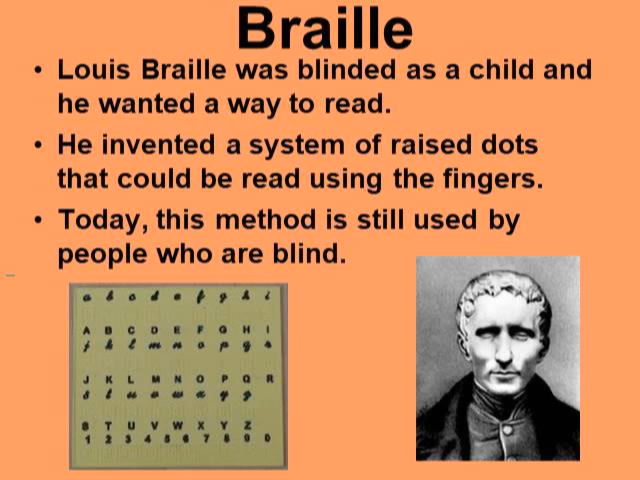 Braille
• Louis Braille was blinded as a child and
he wanted a way to read.
• He invented a system of raised dots
that could be read using the fingers.
• Today, this method is still used by
people who are blind.
a b c d e f g h i
A B C D E F G H I
j k l m n o p q r
J K L M N O P Q R
S T U V W X Y Z
1 2 3 4 5 6 7 8 9 0